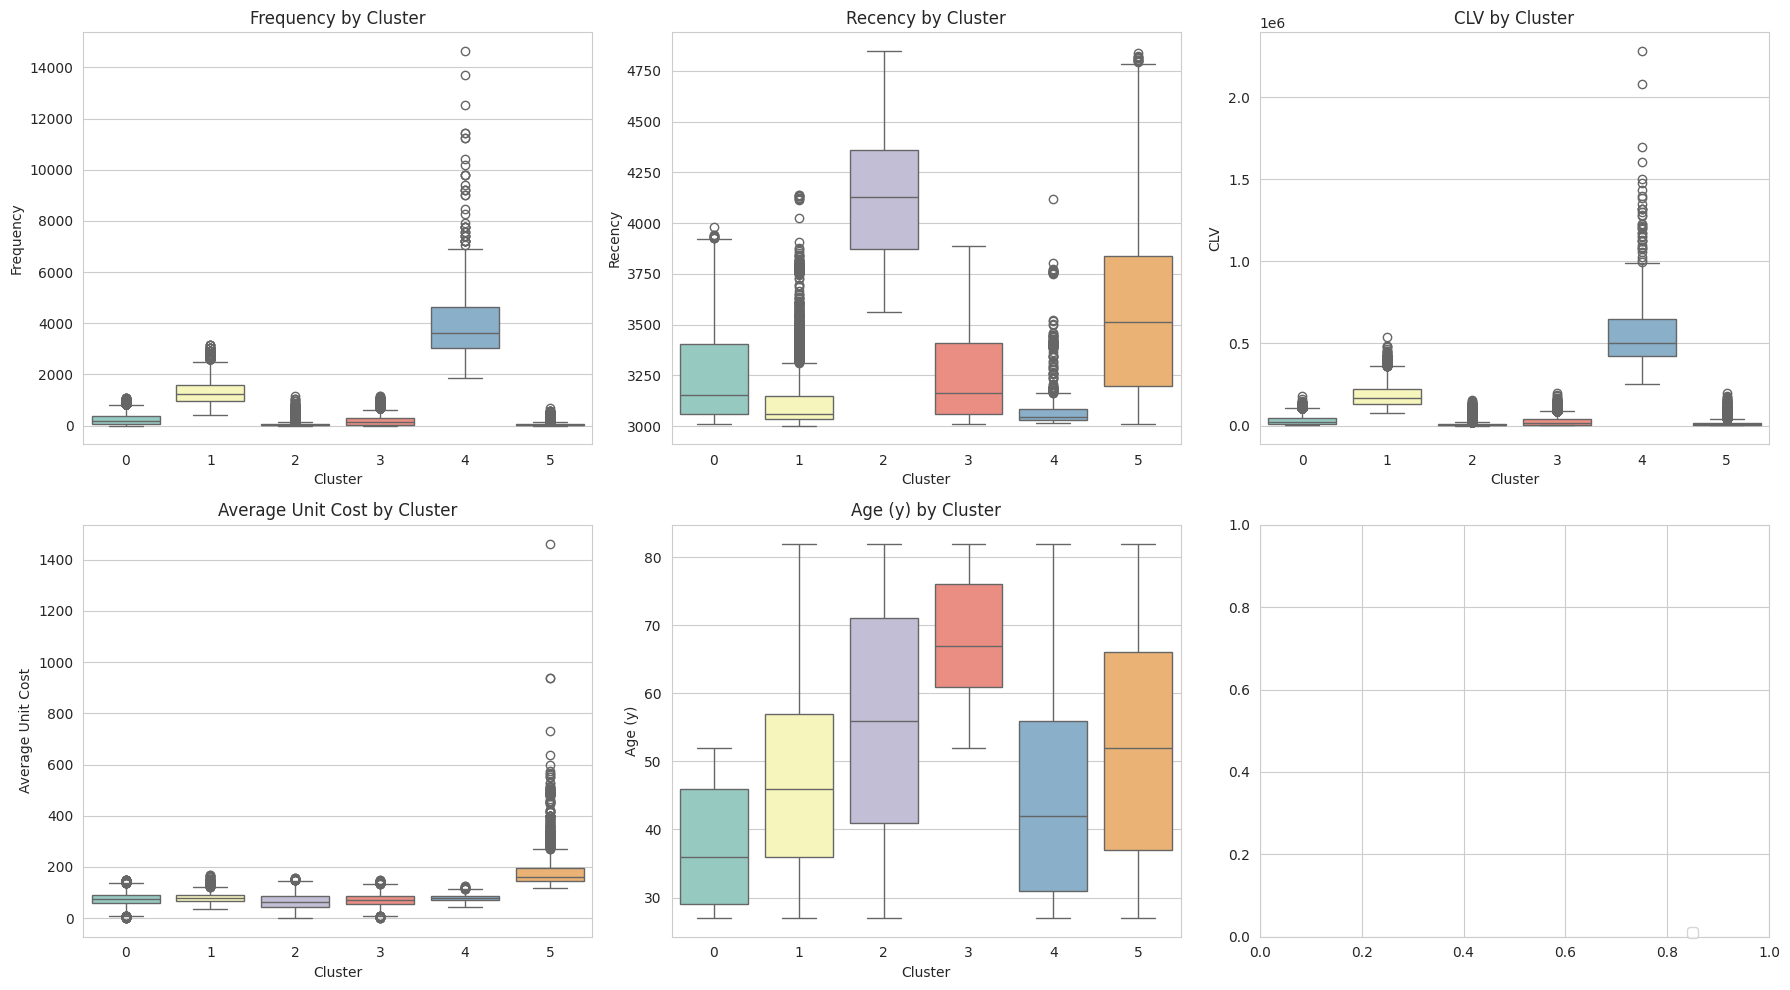 Frequency by Cluster
Frequency
14000
12000
10000
8000
6000
4000
2000
0
0 1 2 3 4 5
Cluster
Recency by Cluster
Recency
4750
4500
4250
4000
3750
3500
3250
3000
0 1 2 3 4 5
Cluster
CLV by Cluster
1e6
CLV
2.0
1.5
1.0
0.5
0.0
0 1 2 3 4 5
Cluster
Average Unit Cost by Cluster
Average Unit Cost
1400
1200
1000
800
600
400
200
0
0 1 2 3 4 5
Cluster
Age (y) by Cluster
Age (y)
80
70
60
50
40
30
0 1 2 3 4 5
Cluster
1.0
0.8
0.6
0.4
0.2
0.0
0.0 0.2 0.4 0.6 0.8 1.0